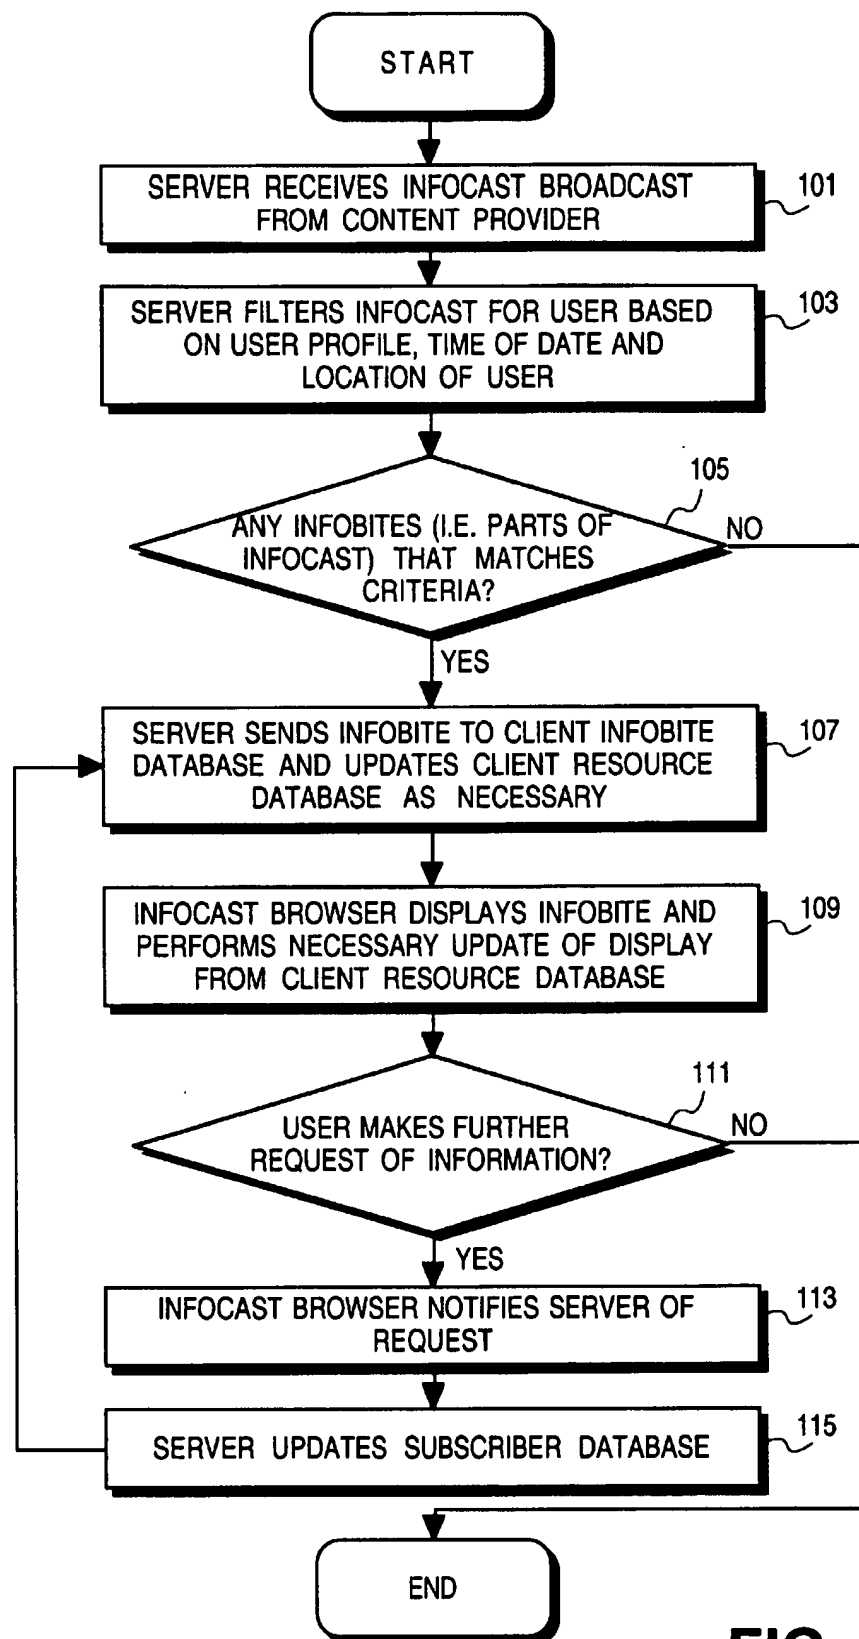 START
SERVER RECEIVES INFOCAST BROADCAST
FROM CONTENT PROVIDER
101
SERVER FILTERS INFOCAST FOR USER BASED
ON USER PROFILE, TIME OF DATE AND
LOCATION OF USER
103
105
ANY INFOBITES (I.E. PARTS OF
INFOCAST) THAT MATCHES
CRITERIA?
NO
YES
SERVER SENDS INFOBITE TO CLIENT INFOBITE
DATABASE AND UPDATES CLIENT RESOURCE
DATABASE AS NECESSARY
107
INFOCAST BROWSER DISPLAYS INFOBITE AND
PERFORMS NECESSARY UPDATE OF DISPLAY
FROM CLIENT RESOURCE DATABASE
109
111
USER MAKES FURTHER
REQUEST OF INFORMATION?
NO
YES
INFOCAST BROWSER NOTIFIES SERVER OF
REQUEST
113
SERVER UPDATES SUBSCRIBER DATABASE
115
END